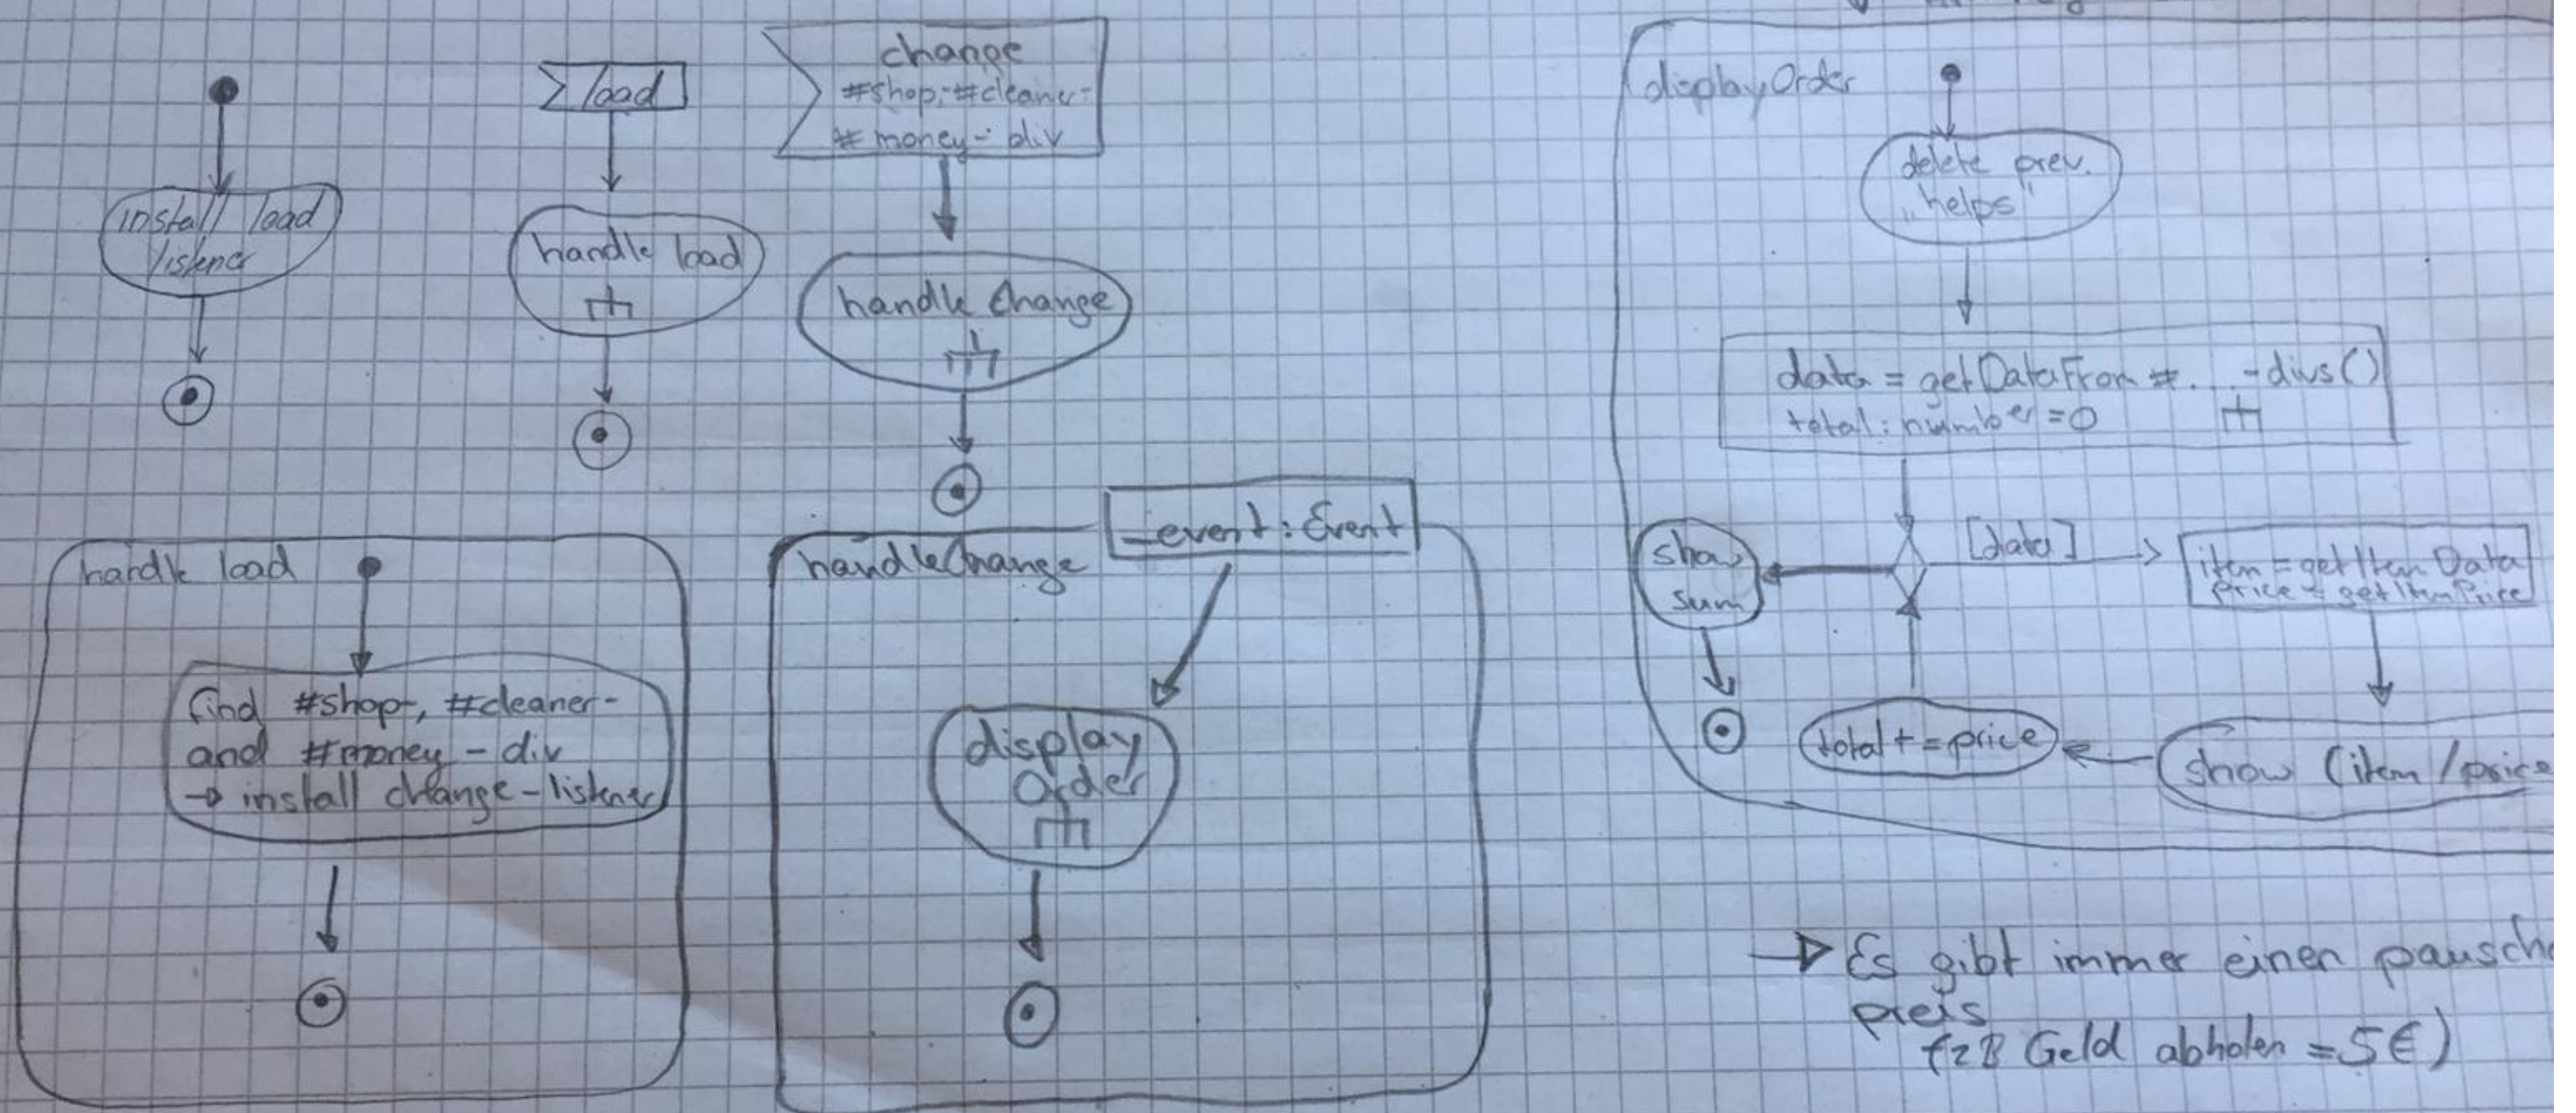 install load
listener
load
handle load
change
#shop,-#cleaner-
#money-div
handle Change
handle load
find #shop-, #cleaner-
and #money-div
→ install change-listener
handleChange
_event: Event
display
Order
displayOrder
delete prev.
„helps"
data = getDataFrom #...-divs()
total: number = 0
[data]
item = getItemData
price = getItemPrice
show
sum
total += price
show (item/price
→ Es gibt immer einen
preis
(zB Geld abholen = 5€)